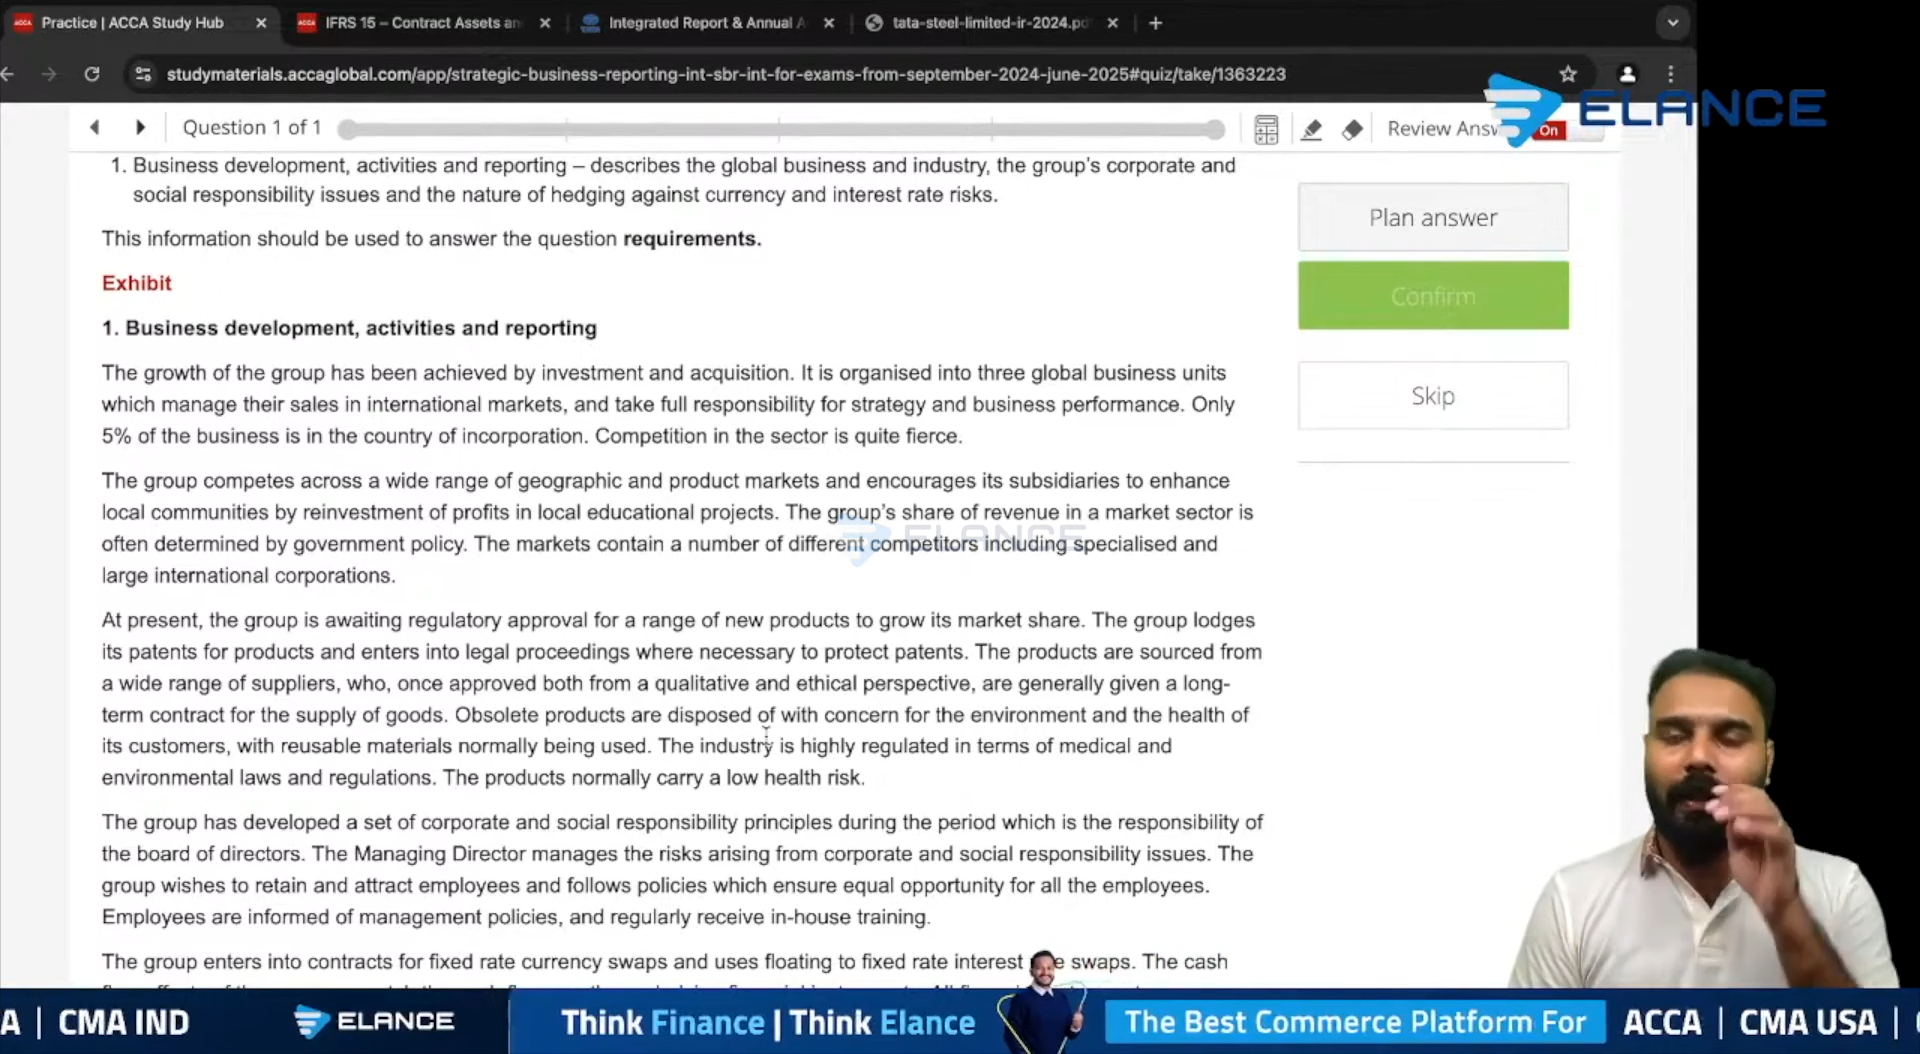 Practice | ACCA Study Hub
IFRS 15 – Contract Assets an
Integrated Report & Annual A
tata-steel-limited-ir-2024.pd
studymaterials.accaglobal.com/app/strategic-business-reporting-int-sbr-int-for-exams-from-september-2024-june-2025#quiz/take/1363223
ELANCE
Question 1 of 1
Review Answ
On
1. Business development, activities and reporting – describes the global business and industry, the group's corporate and
social responsibility issues and the nature of hedging against currency and interest rate risks.
This information should be used to answer the question requirements.
Exhibit
1. Business development, activities and reporting
The growth of the group has been achieved by investment and acquisition. It is organised into three global business units
which manage their sales in international markets, and take full responsibility for strategy and business performance. Only
5% of the business is in the country of incorporation. Competition in the sector is quite fierce.
The group competes across a wide range of geographic and product markets and encourages its subsidiaries to enhance
local communities by reinvestment of profits in local educational projects. The group's share of revenue in a market sector is
often determined by government policy. The markets contain a number of different competitors including specialised and
large international corporations.
ELANCE
At present, the group is awaiting regulatory approval for a range of new products to grow its market share. The group lodges
its patents for products and enters into legal proceedings where necessary to protect patents. The products are sourced from
a wide range of suppliers, who, once approved both from a qualitative and ethical perspective, are generally given a long-
term contract for the supply of goods. Obsolete products are disposed of with concern for the environment and the health of
its customers, with reusable materials normally being used. The industry is highly regulated in terms of medical and
environmental laws and regulations. The products normally carry a low health risk.
The group has developed a set of corporate and social responsibility principles during the period which is the responsibility of
the board of directors. The Managing Director manages the risks arising from corporate and social responsibility issues. The
group wishes to retain and attract employees and follows policies which ensure equal opportunity for all the employees.
Employees are informed of management policies, and regularly receive in-house training.
The group enters into contracts for fixed rate currency swaps and uses floating to fixed rate interest swaps. The cash
Plan answer
Confirm
Skip
A | CMA IND
ELANCE
Think Finance | Think Elance
The Best Commerce Platform For
ACCA | CMA USA |